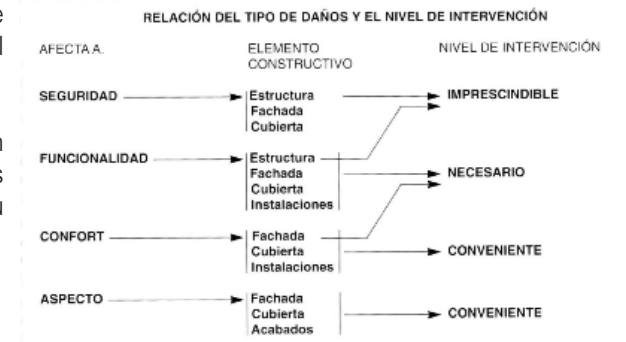 RELACIÓN DEL TIPO DE DAÑOS Y EL NIVEL DE INTERVENCIÓN
AFECTA A.
ELEMENTO
CONSTRUCTIVO
NIVEL DE INTERVENCIÓN
SEGURIDAD
Estructura
Fachada
Cubierta
IMPRESCINDIBLE
FUNCIONALIDAD
Estructura
Fachada
Cubierta
Instalaciones
NECESARIO
CONFORT
Fachada
Cubierta
Instalaciones
CONVENIENTE
ASPECTO
Fachada
Cubierta
Acabados
CONVENIENTE